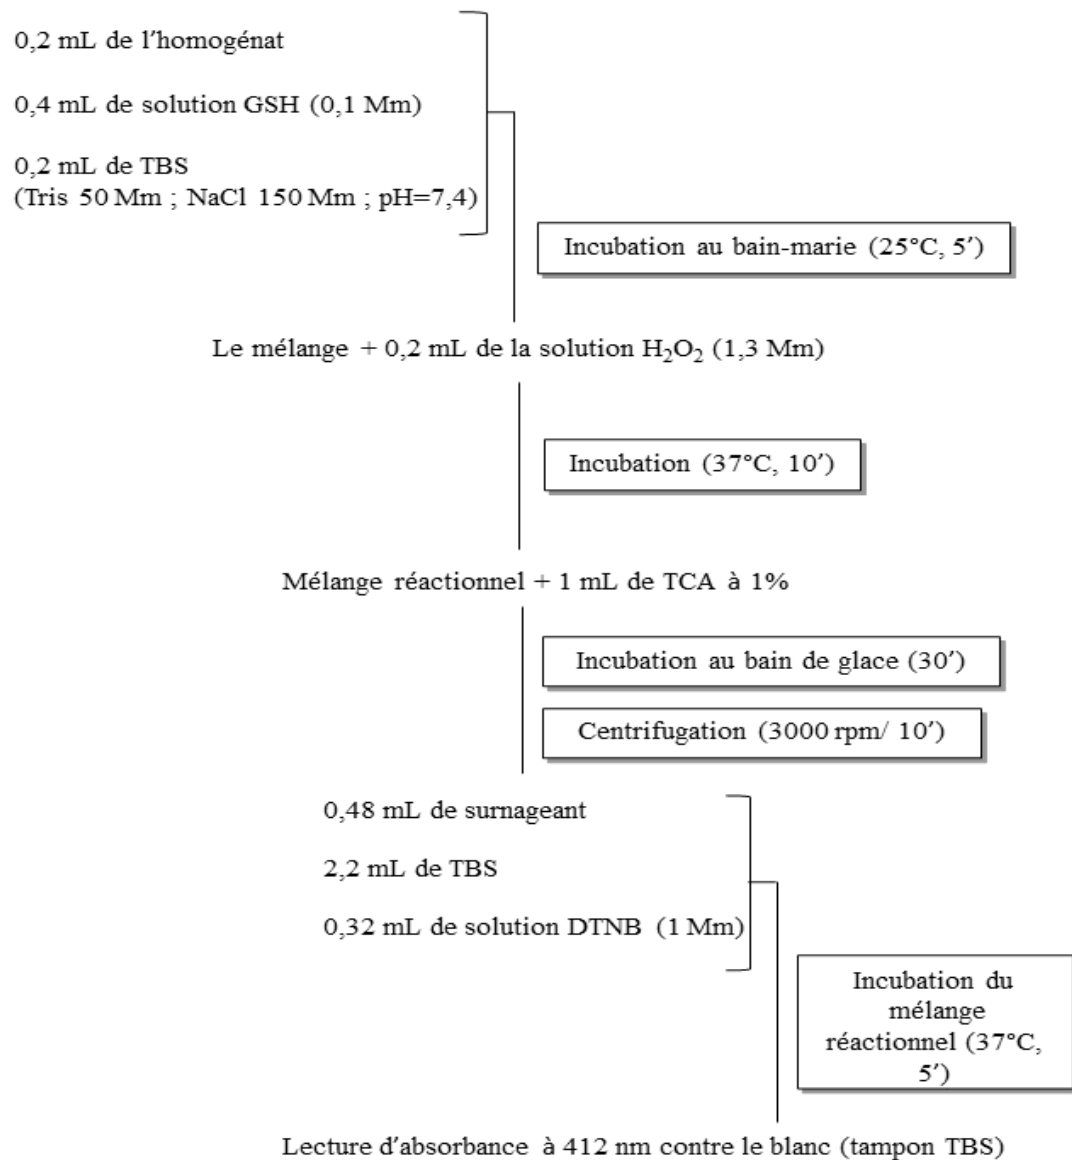 0,2 mL de l'homogénat
0,4 mL de solution GSH (0,1 Mm)
0,2 mL de TBS
(Tris 50 Mm ; NaCl 150 Mm ; pH=7,4)
Incubation au bain-marie (25°C, 5')
Le mélange + 0,2 mL de la solution H₂O₂ (1,3 Mm)
Incubation (37°C, 10')
Mélange réactionnel + 1 mL de TCA à 1%
Incubation au bain de glace (30')
Centrifugation (3000 rpm/ 10')
0,48 mL de surnageant
2,2 mL de TBS
0,32 mL de solution DTNB (1 Mm)
Incubation du
mélange
réactionnel (37°C,
5')
Lecture d'absorbance à 412 nm contre le blanc (tampon TBS)